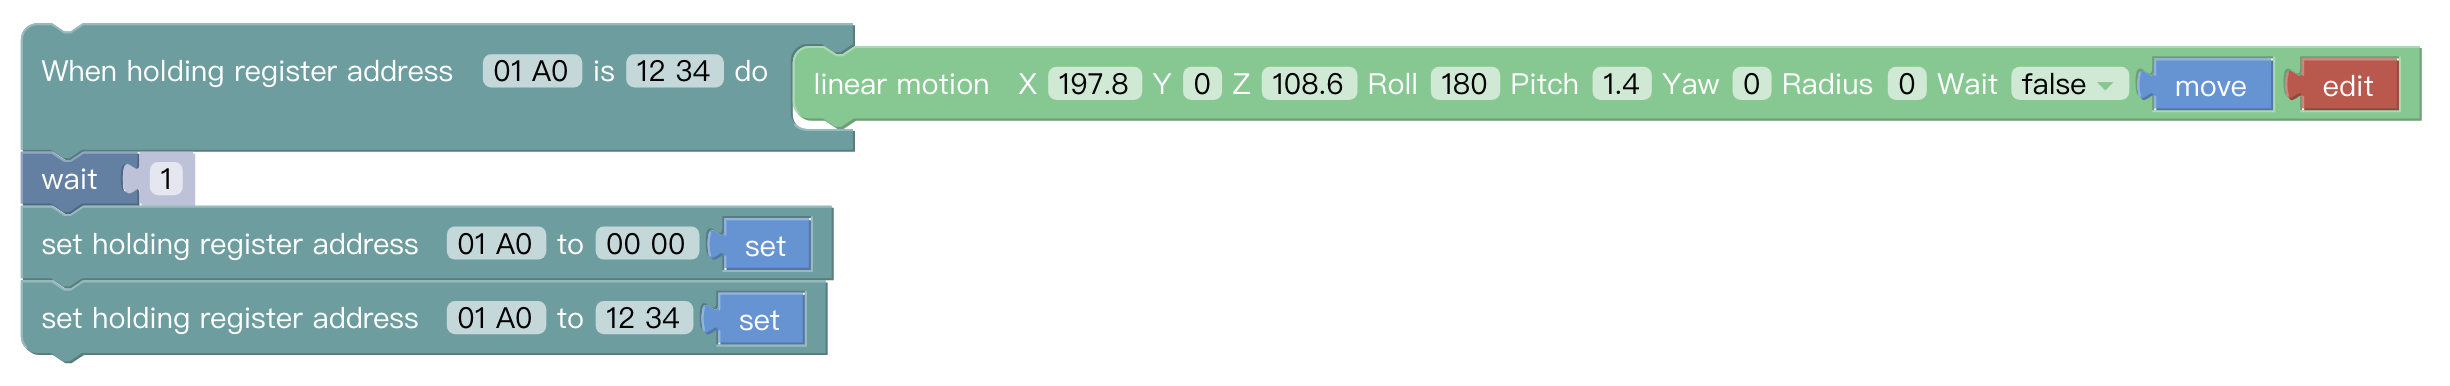 When holding register address 01 A0 is 12 34 do linear motion X 197.8 Y 0 Z 108.6 Roll 180 Pitch 1.4 Yaw 0 Radius 0 Wait false move edit
wait 1
set holding register address 01 A0 to 00 00 set
set holding register address 01 A0 to 12 34 set